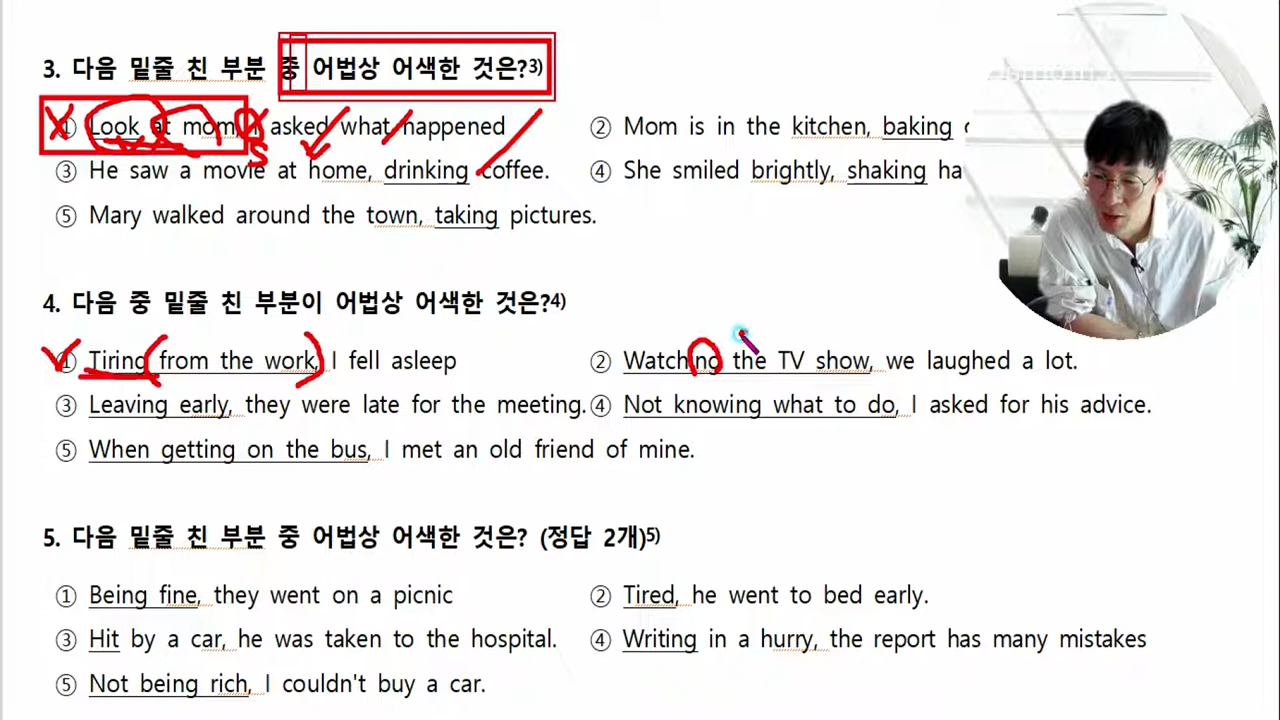 3. 다음 밑줄 친 부분 중 어법상 어색한 것은?3)
① Look at mom, I asked what happened
② Mom is in the kitchen, baking
③ He saw a movie at home, drinking coffee.
④ She smiled brightly, shaking
⑤ Mary walked around the town, taking pictures.
4. 다음 중 밑줄 친 부분이 어법상 어색한 것은?4)
① Tiring from the work, I fell asleep
② Watching the TV show, we laughed a lot.
③ Leaving early, they were late for the meeting.
④ Not knowing what to do, I asked for his advice.
⑤ When getting on the bus, I met an old friend of mine.
5. 다음 밑줄 친 부분 중 어법상 어색한 것은? (정답 2개)5)
① Being fine, they went on a picnic
② Tired, he went to bed early.
③ Hit by a car, he was taken to the hospital.
④ Writing in a hurry, the report has many mistakes
⑤ Not being rich, I couldn't buy a car.